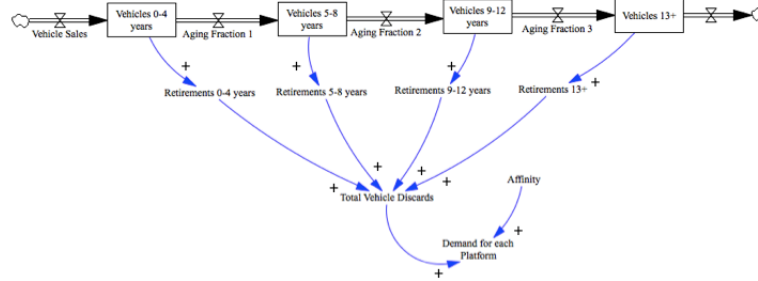 Vehicles 0-4
years
Vehicles 5-8
years
Vehicles 9-12
years
Vehicles 13+
Vehicle Sales
Aging Fraction 1
Aging Fraction 2
Aging Fraction 3
+
+
+
+
Retirements 0-4 years
Retirements 5-8 years
Retirements 9-12 years
Retirements 13+
+
+
+
+
Total Vehicle Discards
Affinity
+
Demand for each
Platform
+